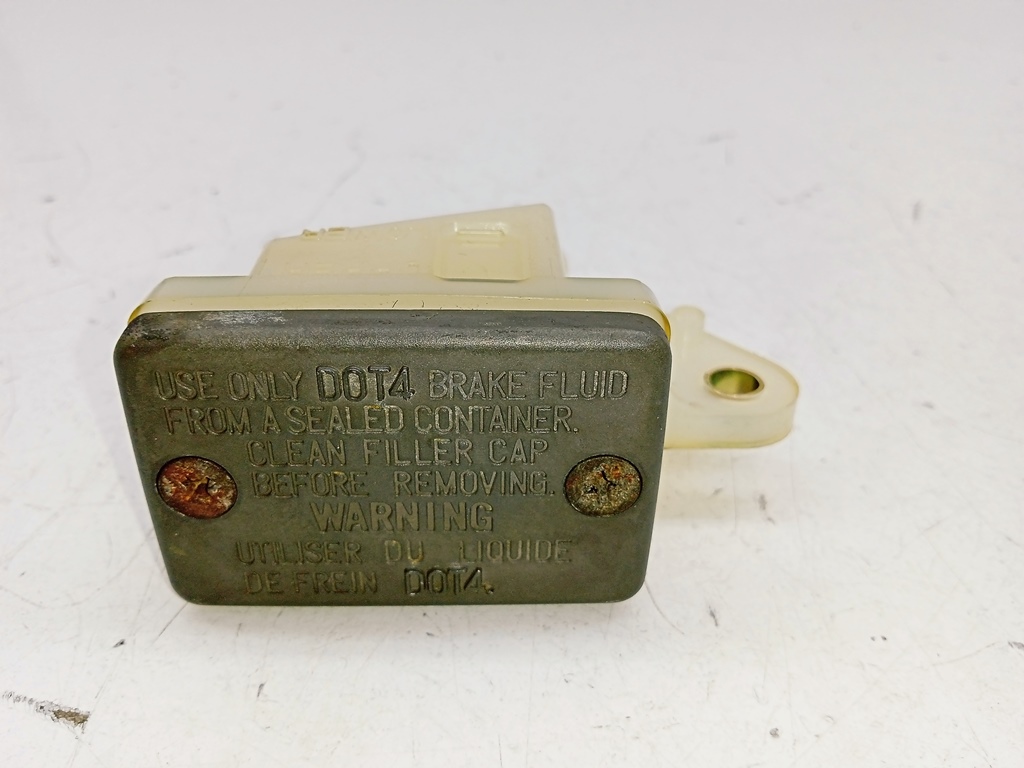 USE ONLY DOT4 BRAKE FLUID
FROM A SEALED CONTAINER.
CLEAN FILLER CAP
BEFORE REMOVING.
WARNING
UTILISER DU LIQUIDE
DE FREIN DOT4.